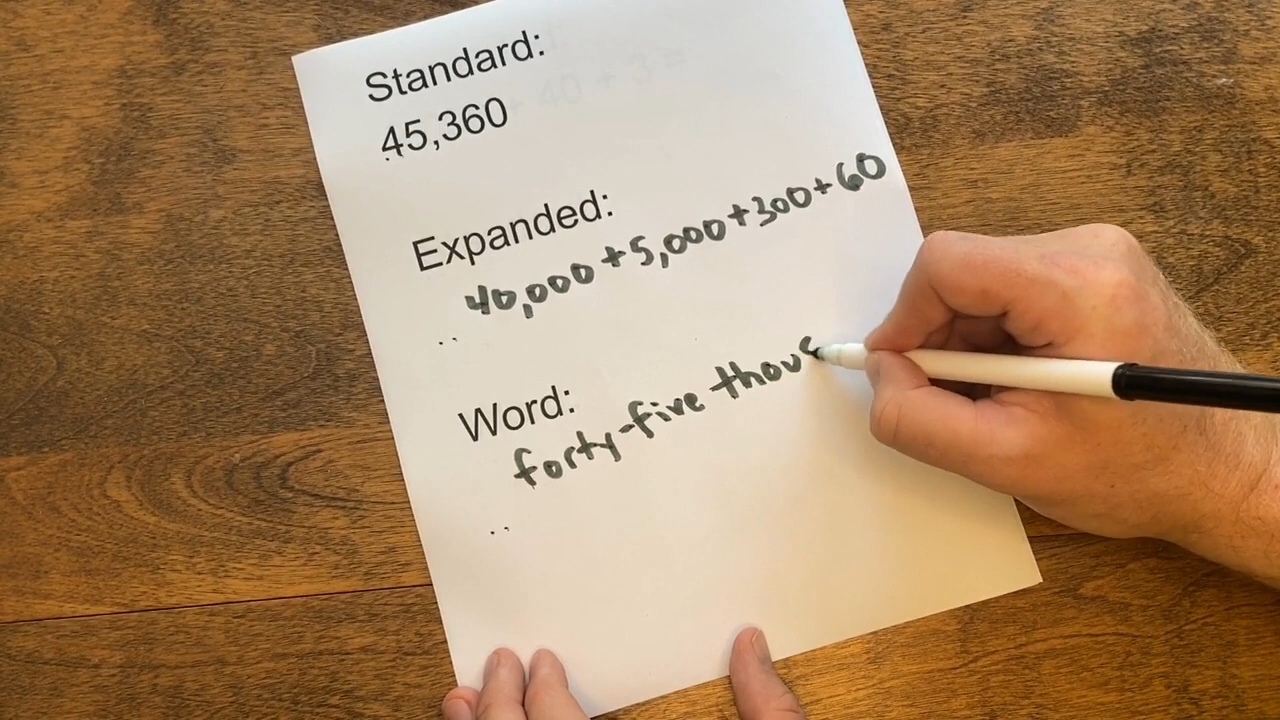 Standard:
45,360
Expanded:
40,000 + 5,000 + 300 + 60
Word:
forty-five thous